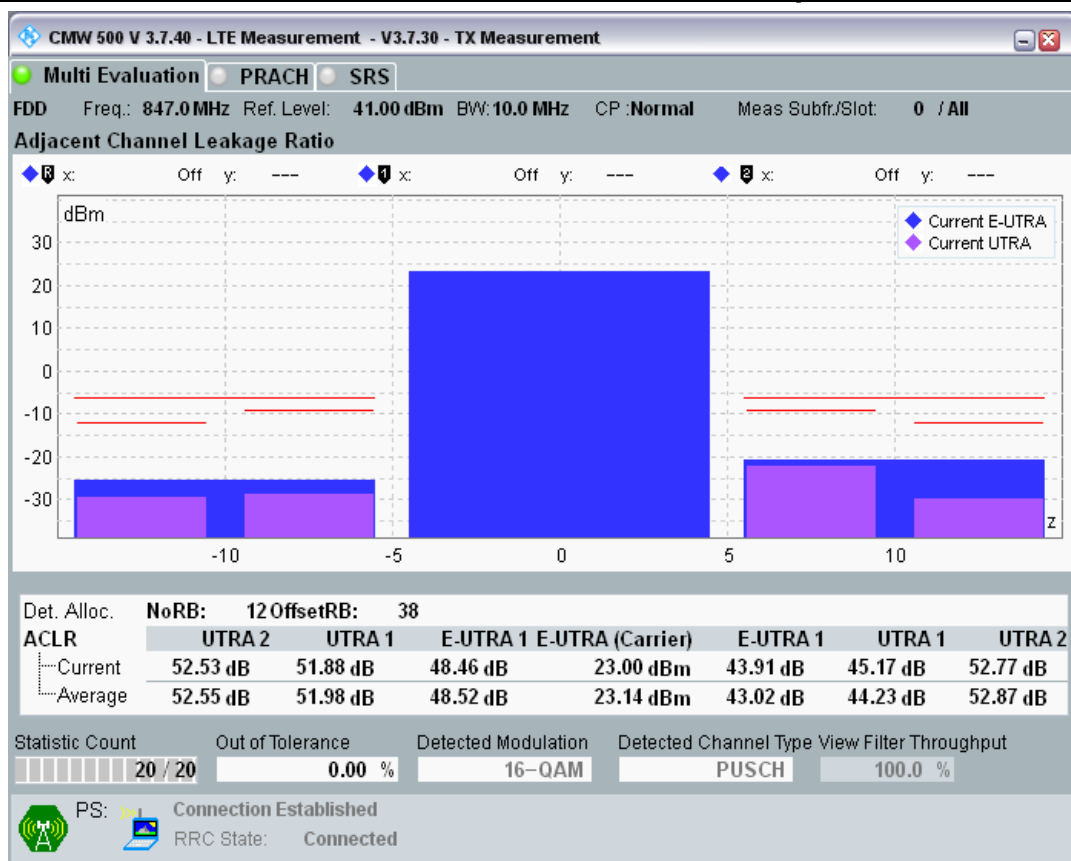 CMW 500 V 3.7.40 - LTE Measurement - V3.7.30 - TX Measurement
Multi Evaluation PRACH SRS
FDD Freq.: 847.0 MHz Ref. Level: 41.00 dBm BW: 10.0 MHz CP :Normal Meas Subfr./Slot: 0 / All
Adjacent Channel Leakage Ratio
R x: Off y: --- 1 x: Off y: --- 2 x: Off y: ---
dBm
Current E-UTRA
Current UTRA
30
20
10
0
-10
-20
-30
z
-10 -5 0 5 10
Det. Alloc. NoRB: 12 OffsetRB: 38
ACLR UTRA 2 UTRA 1 E-UTRA 1 E-UTRA (Carrier) E-UTRA 1 UTRA 1 UTRA 2
Current 52.53 dB 51.88 dB 48.46 dB 23.00 dBm 43.91 dB 45.17 dB 52.77 dB
Average 52.55 dB 51.98 dB 48.52 dB 23.14 dBm 43.02 dB 44.23 dB 52.87 dB
Statistic Count Out of Tolerance Detected Modulation Detected Channel Type View Filter Throughput
20 / 20 0.00 % 16-QAM PUSCH 100.0 %
PS: Connection Established
RRC State: Connected